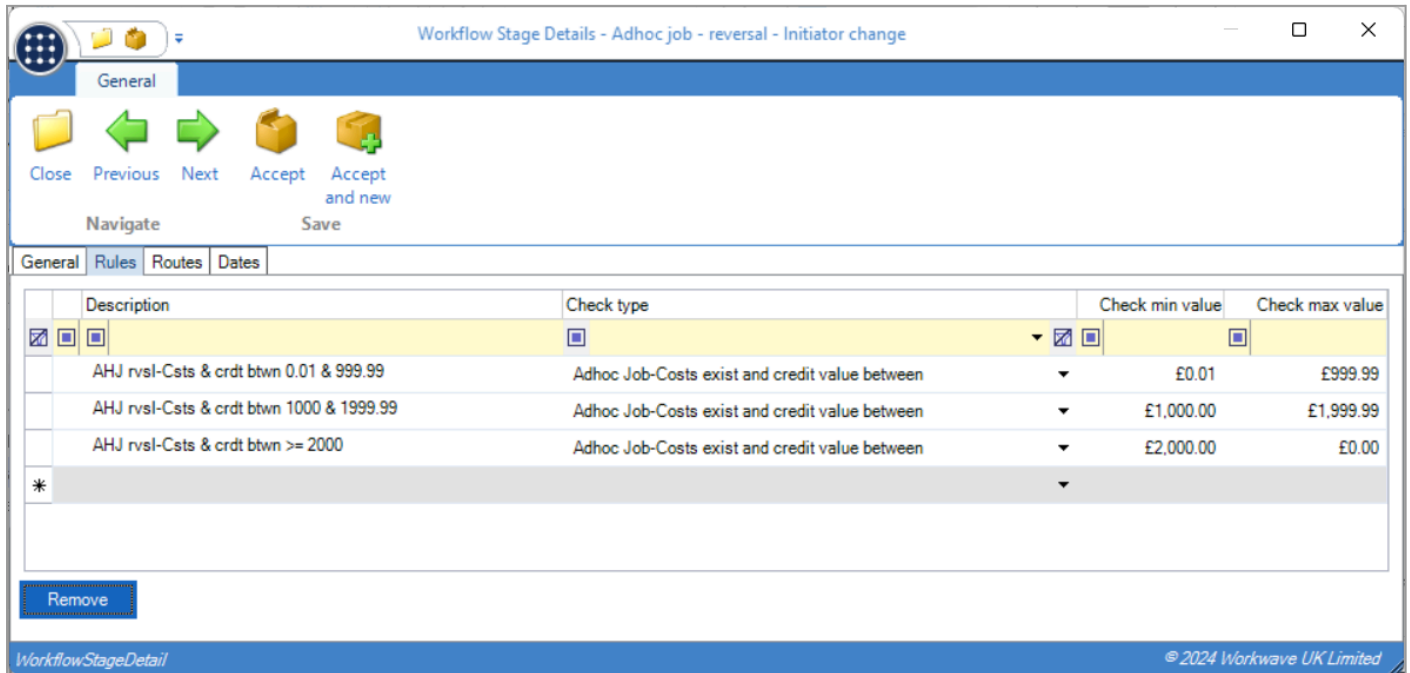 Workflow Stage Details - Adhoc job - reversal - Initiator change
General
Close Previous Next Accept Accept and new
Navigate Save
General Rules Routes Dates
Description Check type Check min value Check max value
AHJ rvsl-Csts & crdt btwn 0.01 & 999.99 Adhoc Job-Costs exist and credit value between £0.01 £999.99
AHJ rvsl-Csts & crdt btwn 1000 & 1999.99 Adhoc Job-Costs exist and credit value between £1,000.00 £1,999.99
AHJ rvsl-Csts & crdt btwn >= 2000 Adhoc Job-Costs exist and credit value between £2,000.00 £0.00
Remove
WorkflowStageDetail © 2024 Workwave UK Limited